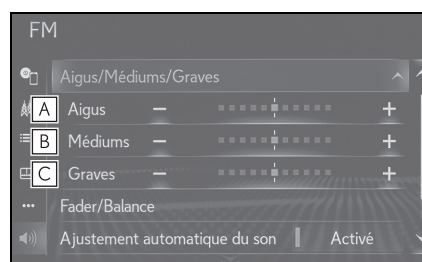 FM
Aigus/Médiums/Graves
A Aigus − +
B Médiums − +
C Graves − +
Fader/Balance
Ajustement automatique du son Activé